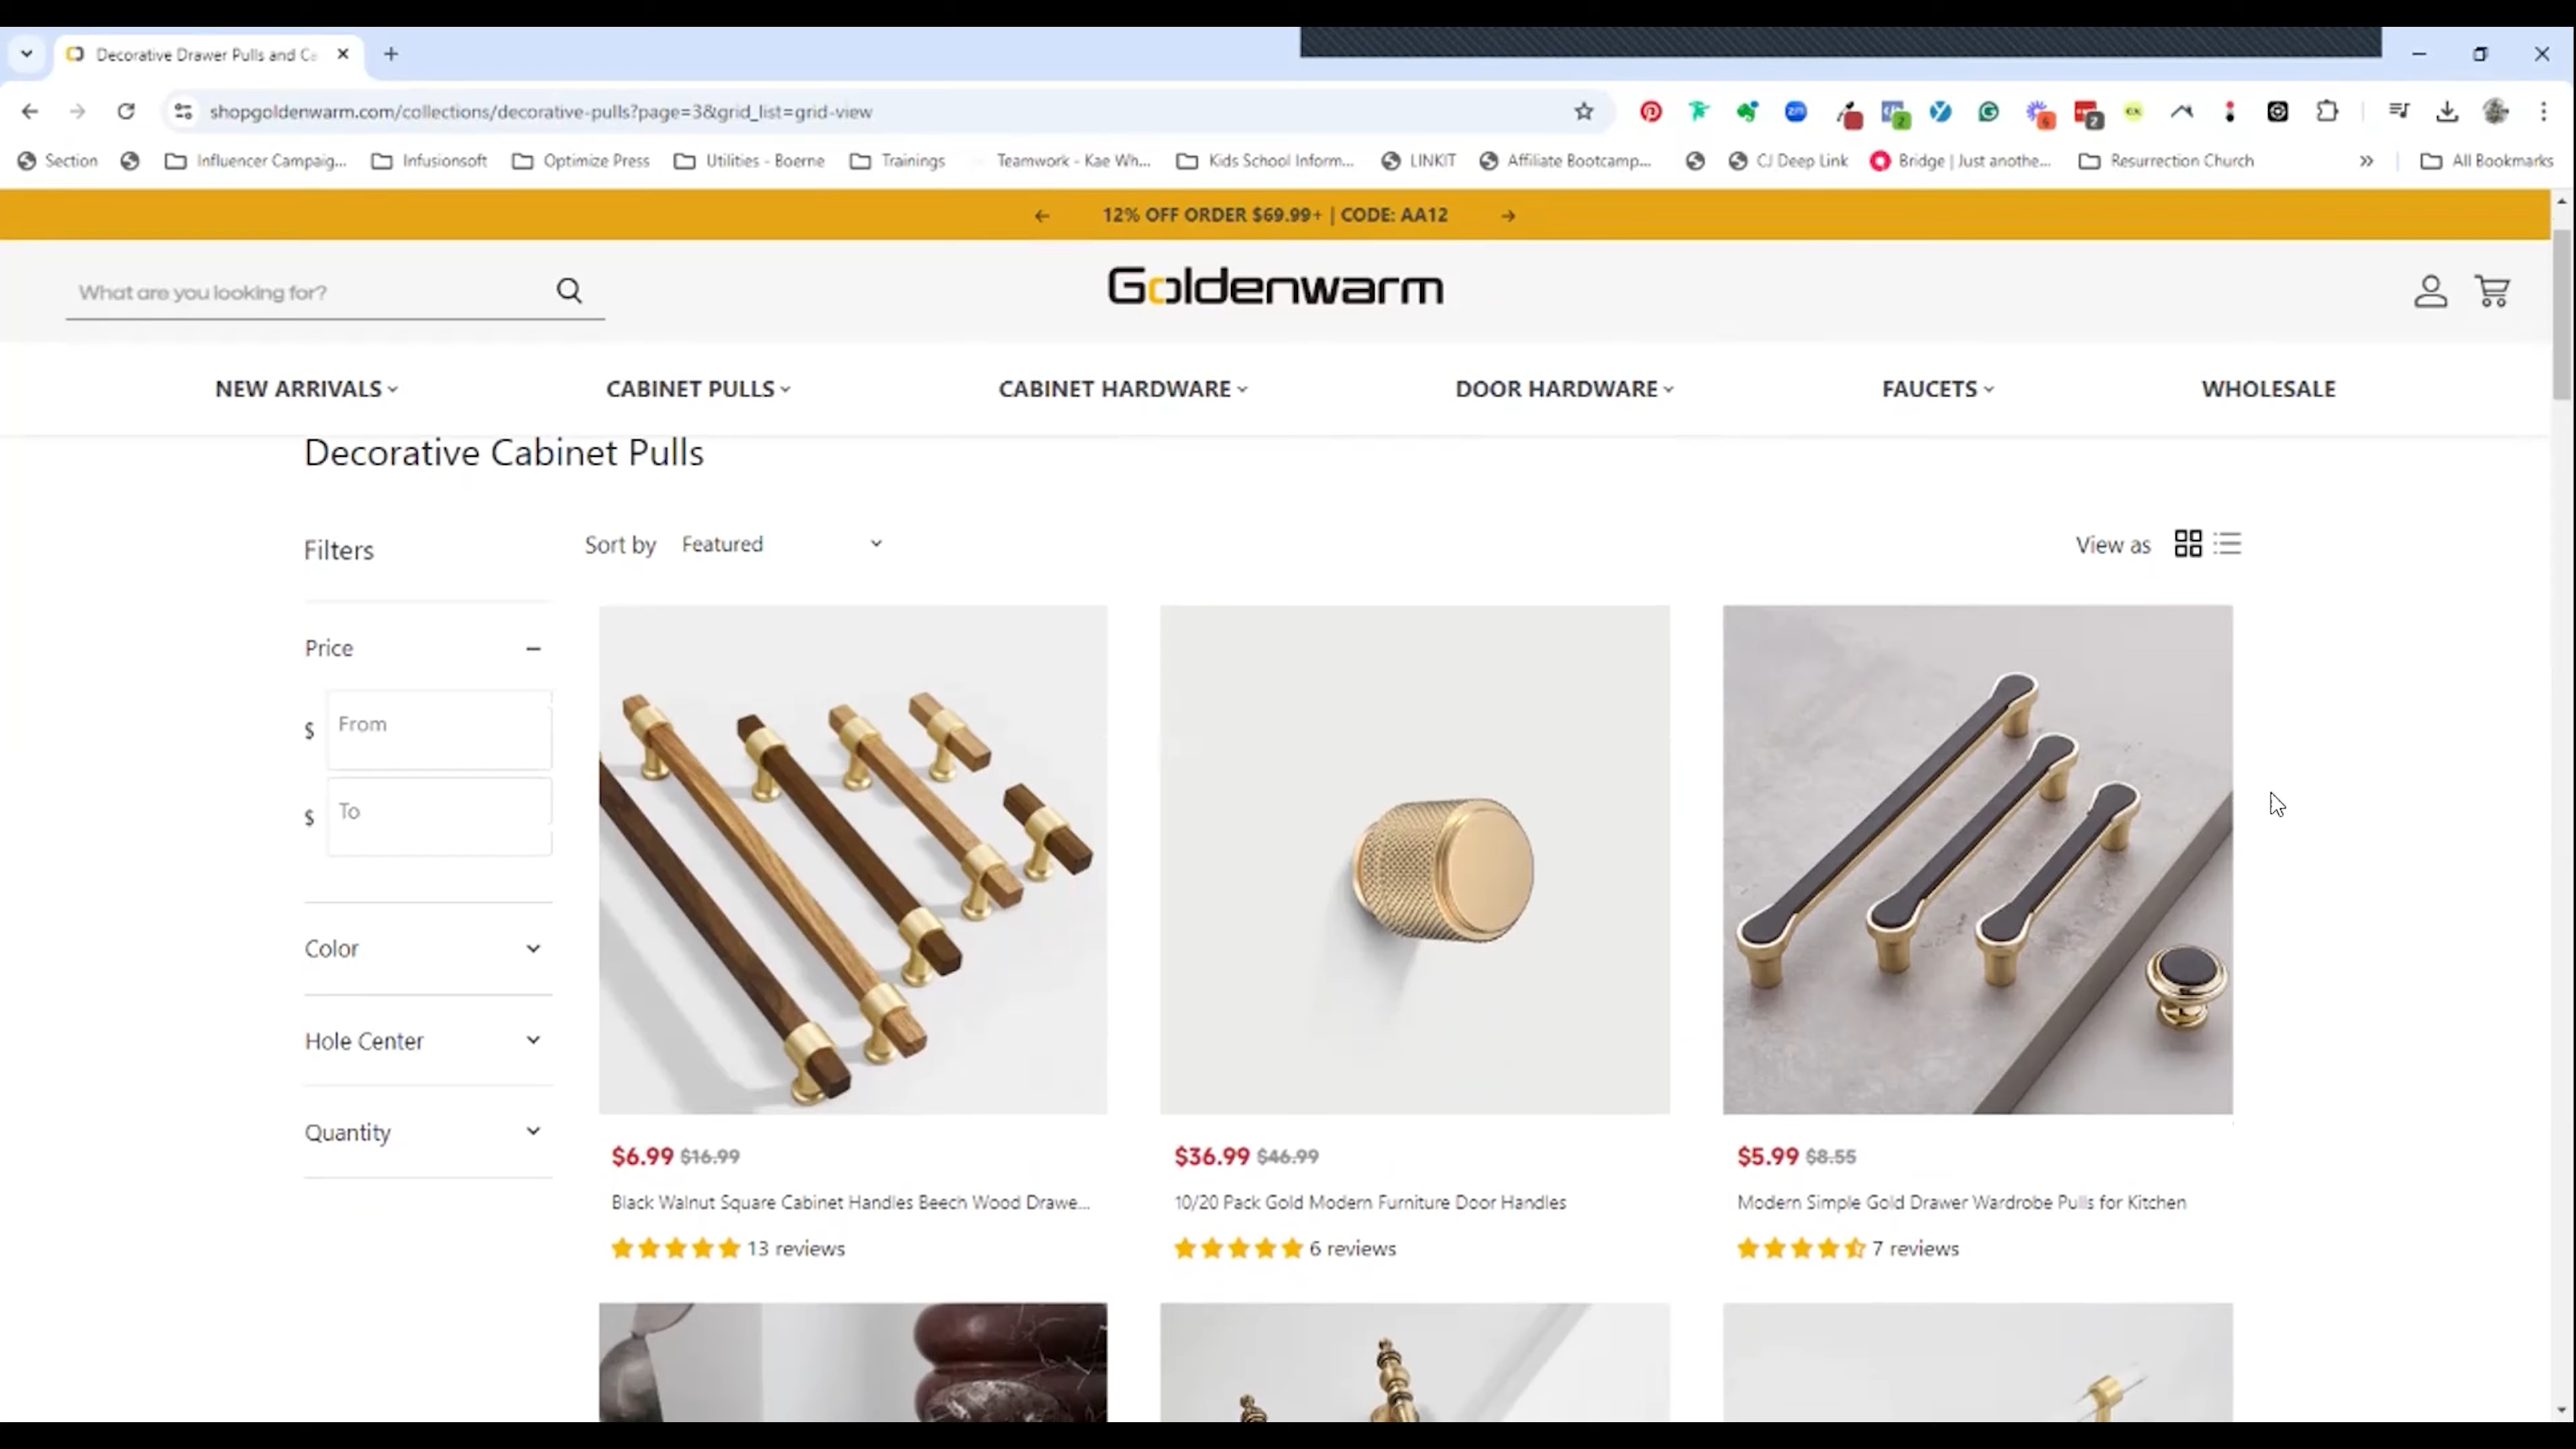 Decorative Drawer Pulls and Ca
shopgoldenwarm.com/collections/decorative-pulls?page=3&grid_list=grid-view
Section Influencer Campaig... Infusionsoft Optimize Press Utilities - Boerne Trainings Teamwork - Kae Wh... Kids School Inform... LINKIT Affiliate Bootcamp... CJ Deep Link Bridge | Just anothe... Resurrection Church » All Bookmarks
← 12% OFF ORDER $69.99+ | CODE: AA12 →
What are you looking for?
Goldenwarm
NEW ARRIVALS CABINET PULLS CABINET HARDWARE DOOR HARDWARE FAUCETS WHOLESALE
Decorative Cabinet Pulls
Filters
Sort by Featured
View as
Price
$ From
$ To
Color
Hole Center
Quantity
$6.99 $16.99
Black Walnut Square Cabinet Handles Beech Wood Drawe...
13 reviews
$36.99 $46.99
10/20 Pack Gold Modern Furniture Door Handles
6 reviews
$5.99 $8.55
Modern Simple Gold Drawer Wardrobe Pulls for Kitchen
7 reviews